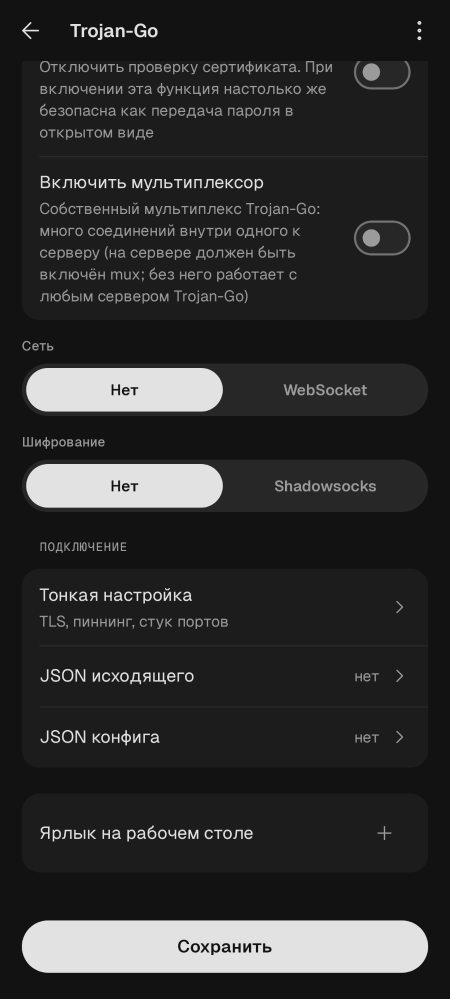 Trojan-Go
Отключить проверку сертификата. При
включении эта функция настолько же
безопасна как передача пароля в
открытом виде
Включить мультиплексор
Собственный мультиплекс Trojan-Go:
много соединений внутри одного к
серверу (на сервере должен быть
включён mux; без него работает с
любым сервером Trojan-Go)
Сеть
Нет
WebSocket
Шифрование
Нет
Shadowsocks
ПОДКЛЮЧЕНИЕ
Тонкая настройка
TLS, пиннинг, стук портов
JSON исходящего
нет
JSON конфига
нет
Ярлык на рабочем столе
Сохранить